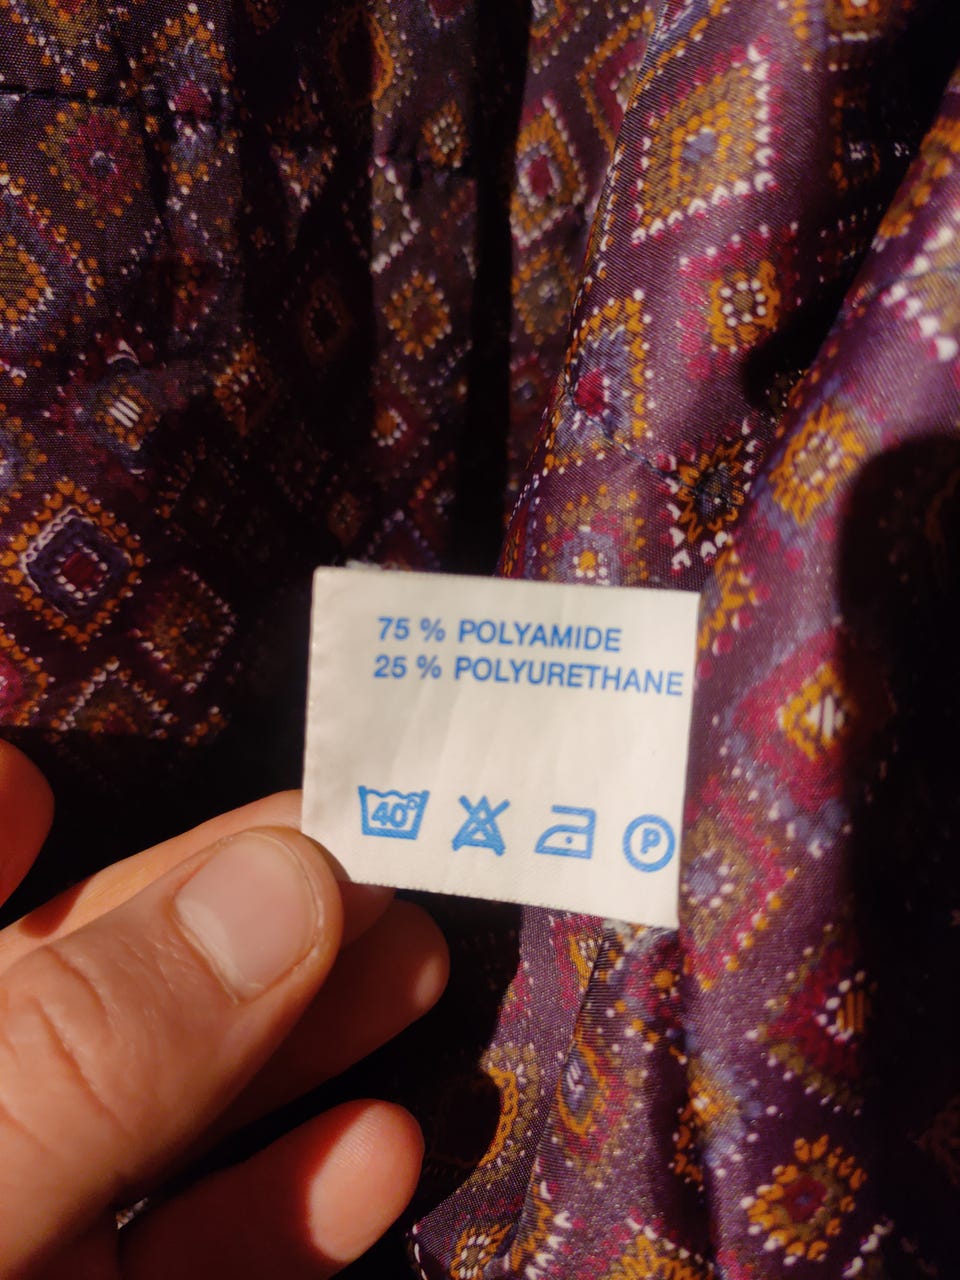 75 % POLYAMIDE
25 % POLYURETHANE
40° P